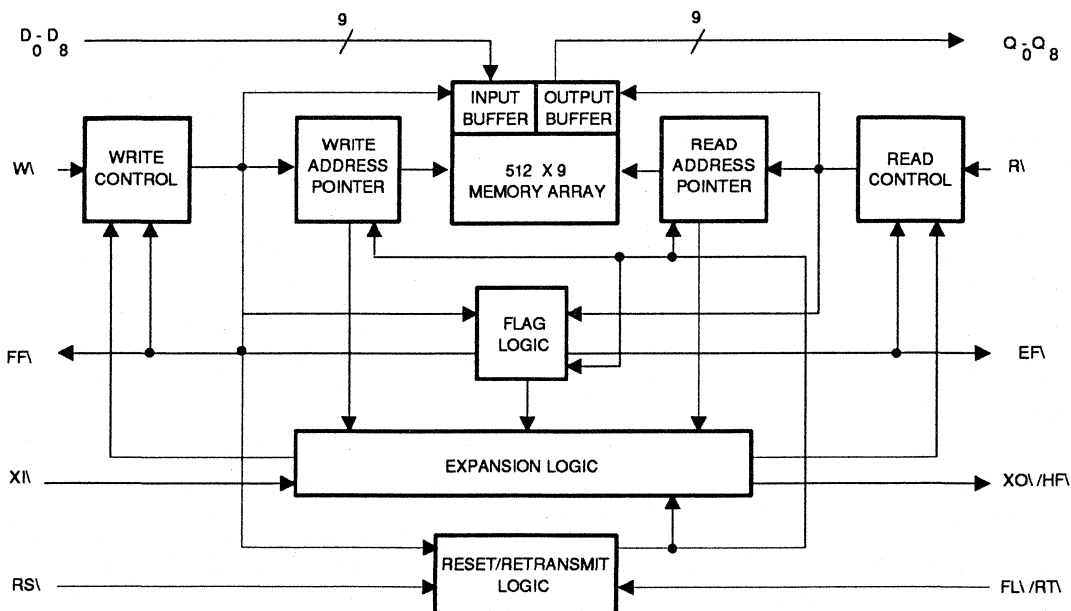 9
9
D0-D8
Q0-Q8
INPUT
BUFFER
OUTPUT
BUFFER
W\
WRITE
CONTROL
WRITE
ADDRESS
POINTER
512 X 9
MEMORY ARRAY
READ
ADDRESS
POINTER
READ
CONTROL
R\
FLAG
LOGIC
FF\
EF\
EXPANSION LOGIC
XI\
XO\/HF\
RESET/RETRANSMIT
LOGIC
RS\
FL\/RT\